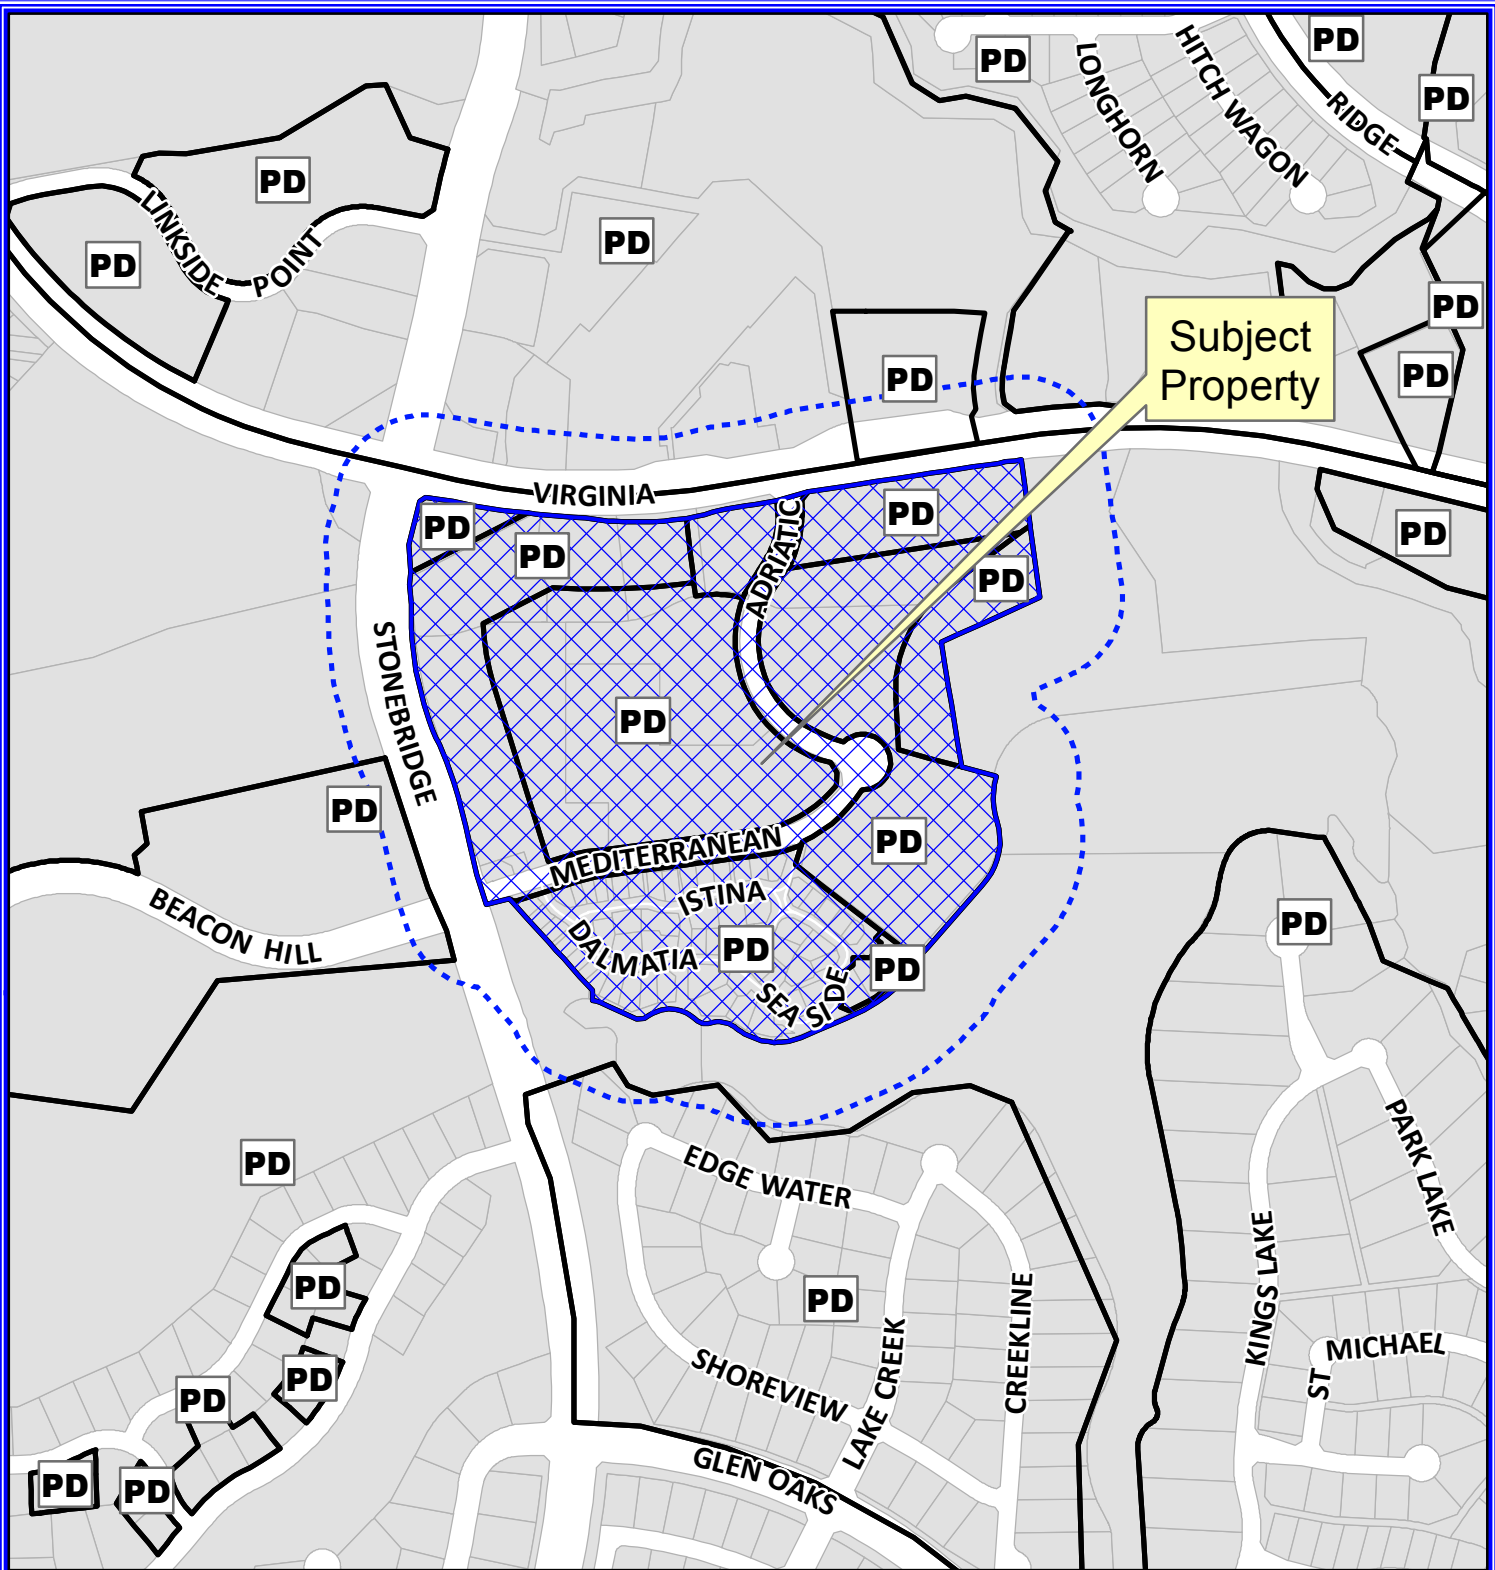 PD
HITCH WAGON
LONGHORN
PD
RIDGE
PD
PD
LINKSIDE POINT
PD
PD
PD
Subject
Property
PD
PD
PD
VIRGINIA
PD
PD
ADRIATIC
PD
PD
PD
STONEBRIDGE
PD
PD
MEDITERRANEAN
PD
BEACON HILL
ISTINA
DALMATIA
PD
SEA SIDE
PD
PD
PARK LAKE
PD
EDGE WATER
PD
PD
KINGS LAKE
CREEKLINE
LAKE CREEK
SHOREVIEW
ST MICHAEL
PD
PD
GLEN OAKS
PD
PD